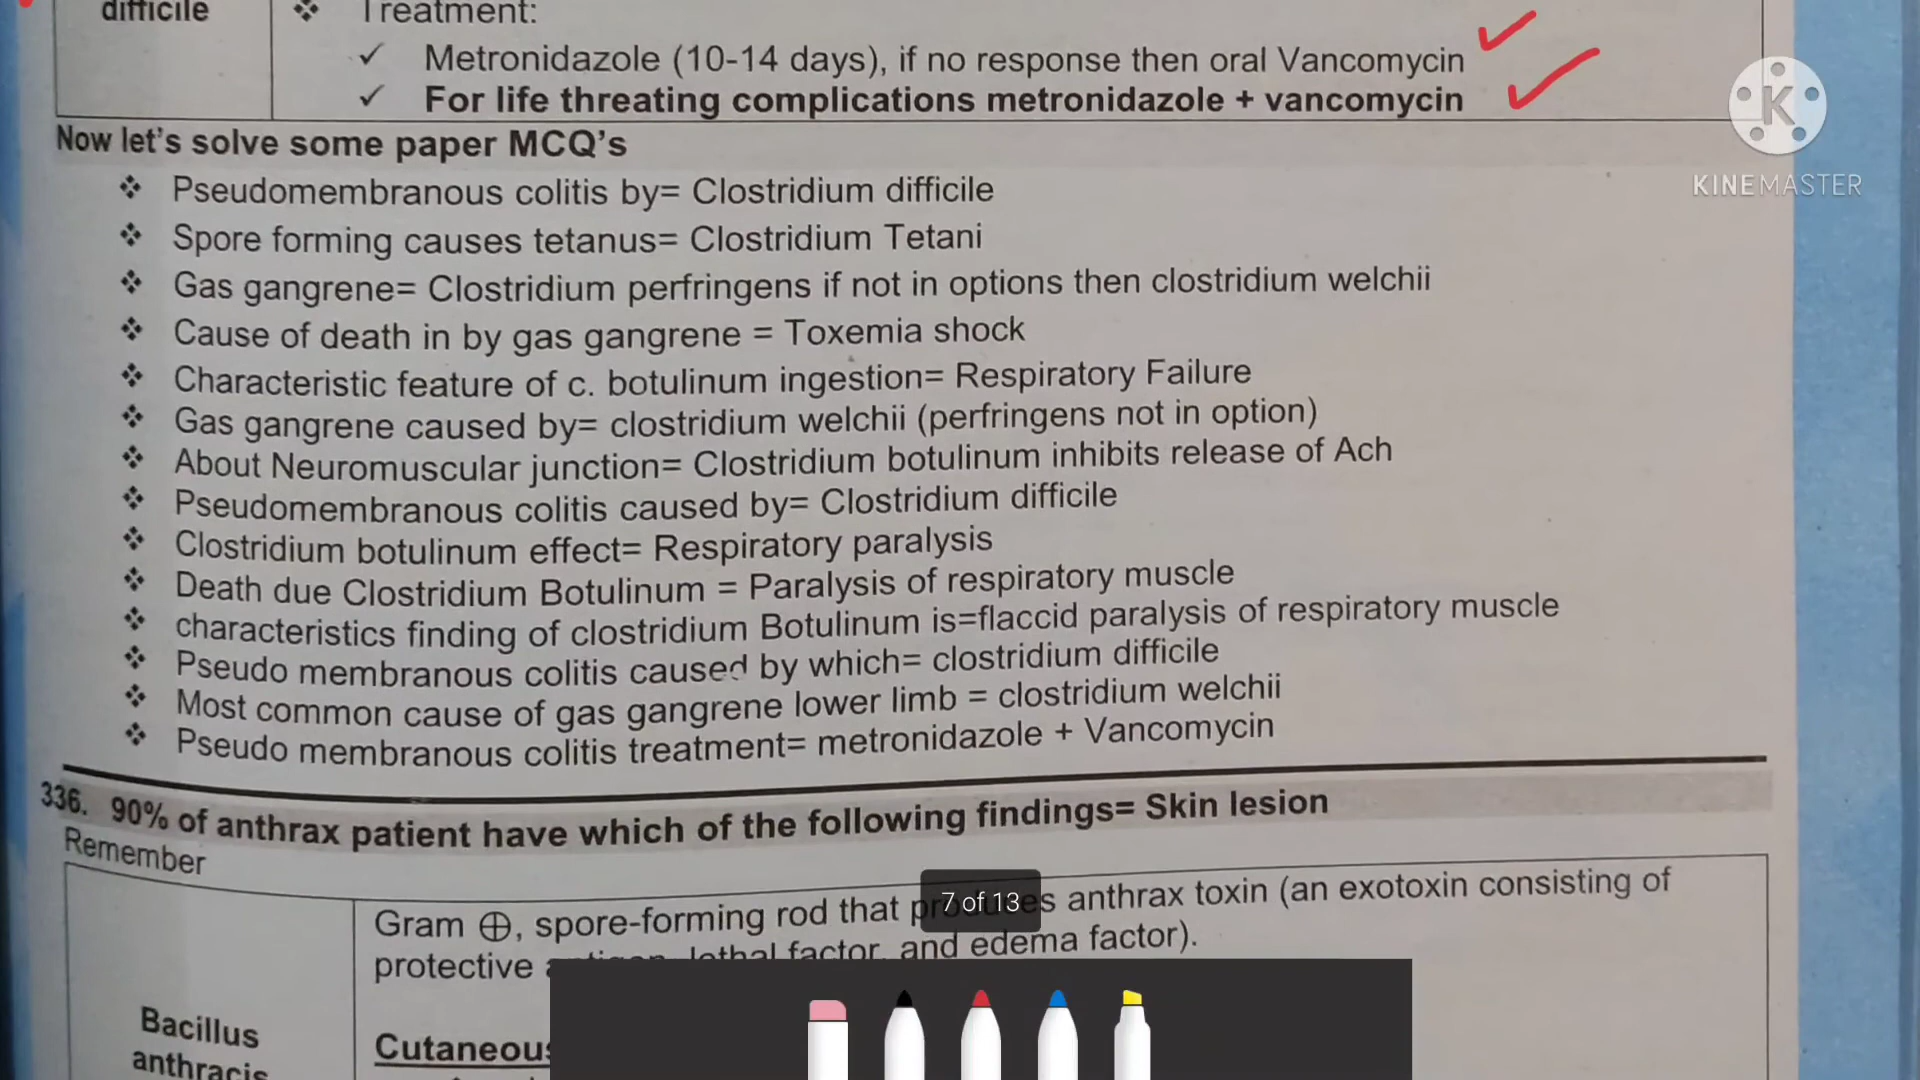 difficile
Treatment:
Metronidazole (10-14 days), if no response then oral Vancomycin
For life threating complications metronidazole + vancomycin
Now let's solve some paper MCQ's
Pseudomembranous colitis by= Clostridium difficile
Spore forming causes tetanus= Clostridium Tetani
Gas gangrene= Clostridium perfringens if not in options then clostridium welchii
Cause of death in by gas gangrene = Toxemia shock
Characteristic feature of c. botulinum ingestion= Respiratory Failure
Gas gangrene caused by= clostridium welchii (perfringens not in option)
About Neuromuscular junction= Clostridium botulinum inhibits release of Ach
Pseudomembranous colitis caused by= Clostridium difficile
Clostridium botulinum effect= Respiratory paralysis
Death due Clostridium Botulinum = Paralysis of respiratory muscle
characteristics finding of clostridium Botulinum is=flaccid paralysis of respiratory muscle
Pseudo membranous colitis caused by which= clostridium difficile
Most common cause of gas gangrene lower limb = clostridium welchii
Pseudo membranous colitis treatment= metronidazole + Vancomycin
336. 90% of anthrax patient have which of the following findings= Skin lesion
Remember
Gram ⊕, spore-forming rod that anthrax toxin (an exotoxin consisting of
protective lethal factor, and edema factor).
Bacillus
anthracis
Cutaneous
7 of 13
K
KINEMASTER